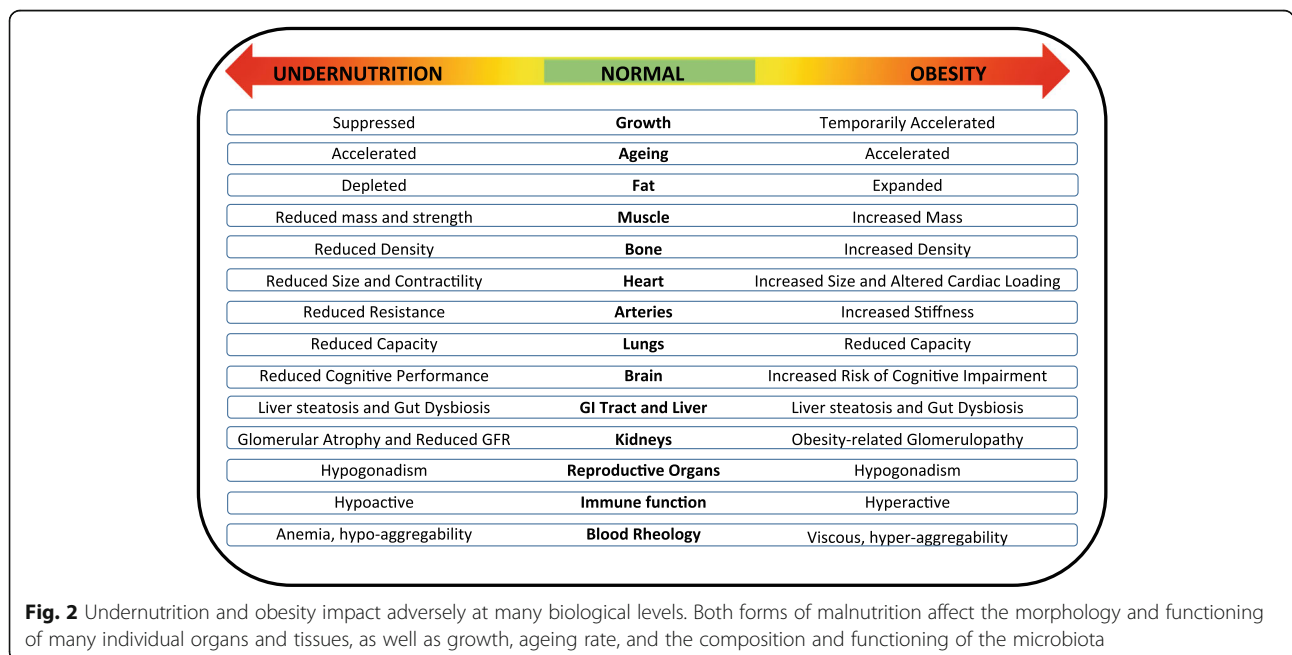 UNDERNUTRITION NORMAL OBESITY
Suppressed Growth Temporarily Accelerated
Accelerated Ageing Accelerated
Depleted Fat Expanded
Reduced mass and strength Muscle Increased Mass
Reduced Density Bone Increased Density
Reduced Size and Contractility Heart Increased Size and Altered Cardiac Loading
Reduced Resistance Arteries Increased Stiffness
Reduced Capacity Lungs Reduced Capacity
Reduced Cognitive Performance Brain Increased Risk of Cognitive Impairment
Liver steatosis and Gut Dysbiosis GI Tract and Liver Liver steatosis and Gut Dysbiosis
Glomerular Atrophy and Reduced GFR Kidneys Obesity-related Glomerulopathy
Hypogonadism Reproductive Organs Hypogonadism
Hypoactive Immune function Hyperactive
Anemia, hypo-aggregability Blood Rheology Viscous, hyper-aggregability
Fig. 2 Undernutrition and obesity impact adversely at many biological levels. Both forms of malnutrition affect the morphology and functioning
of many individual organs and tissues, as well as growth, ageing rate, and the composition and functioning of the microbiota